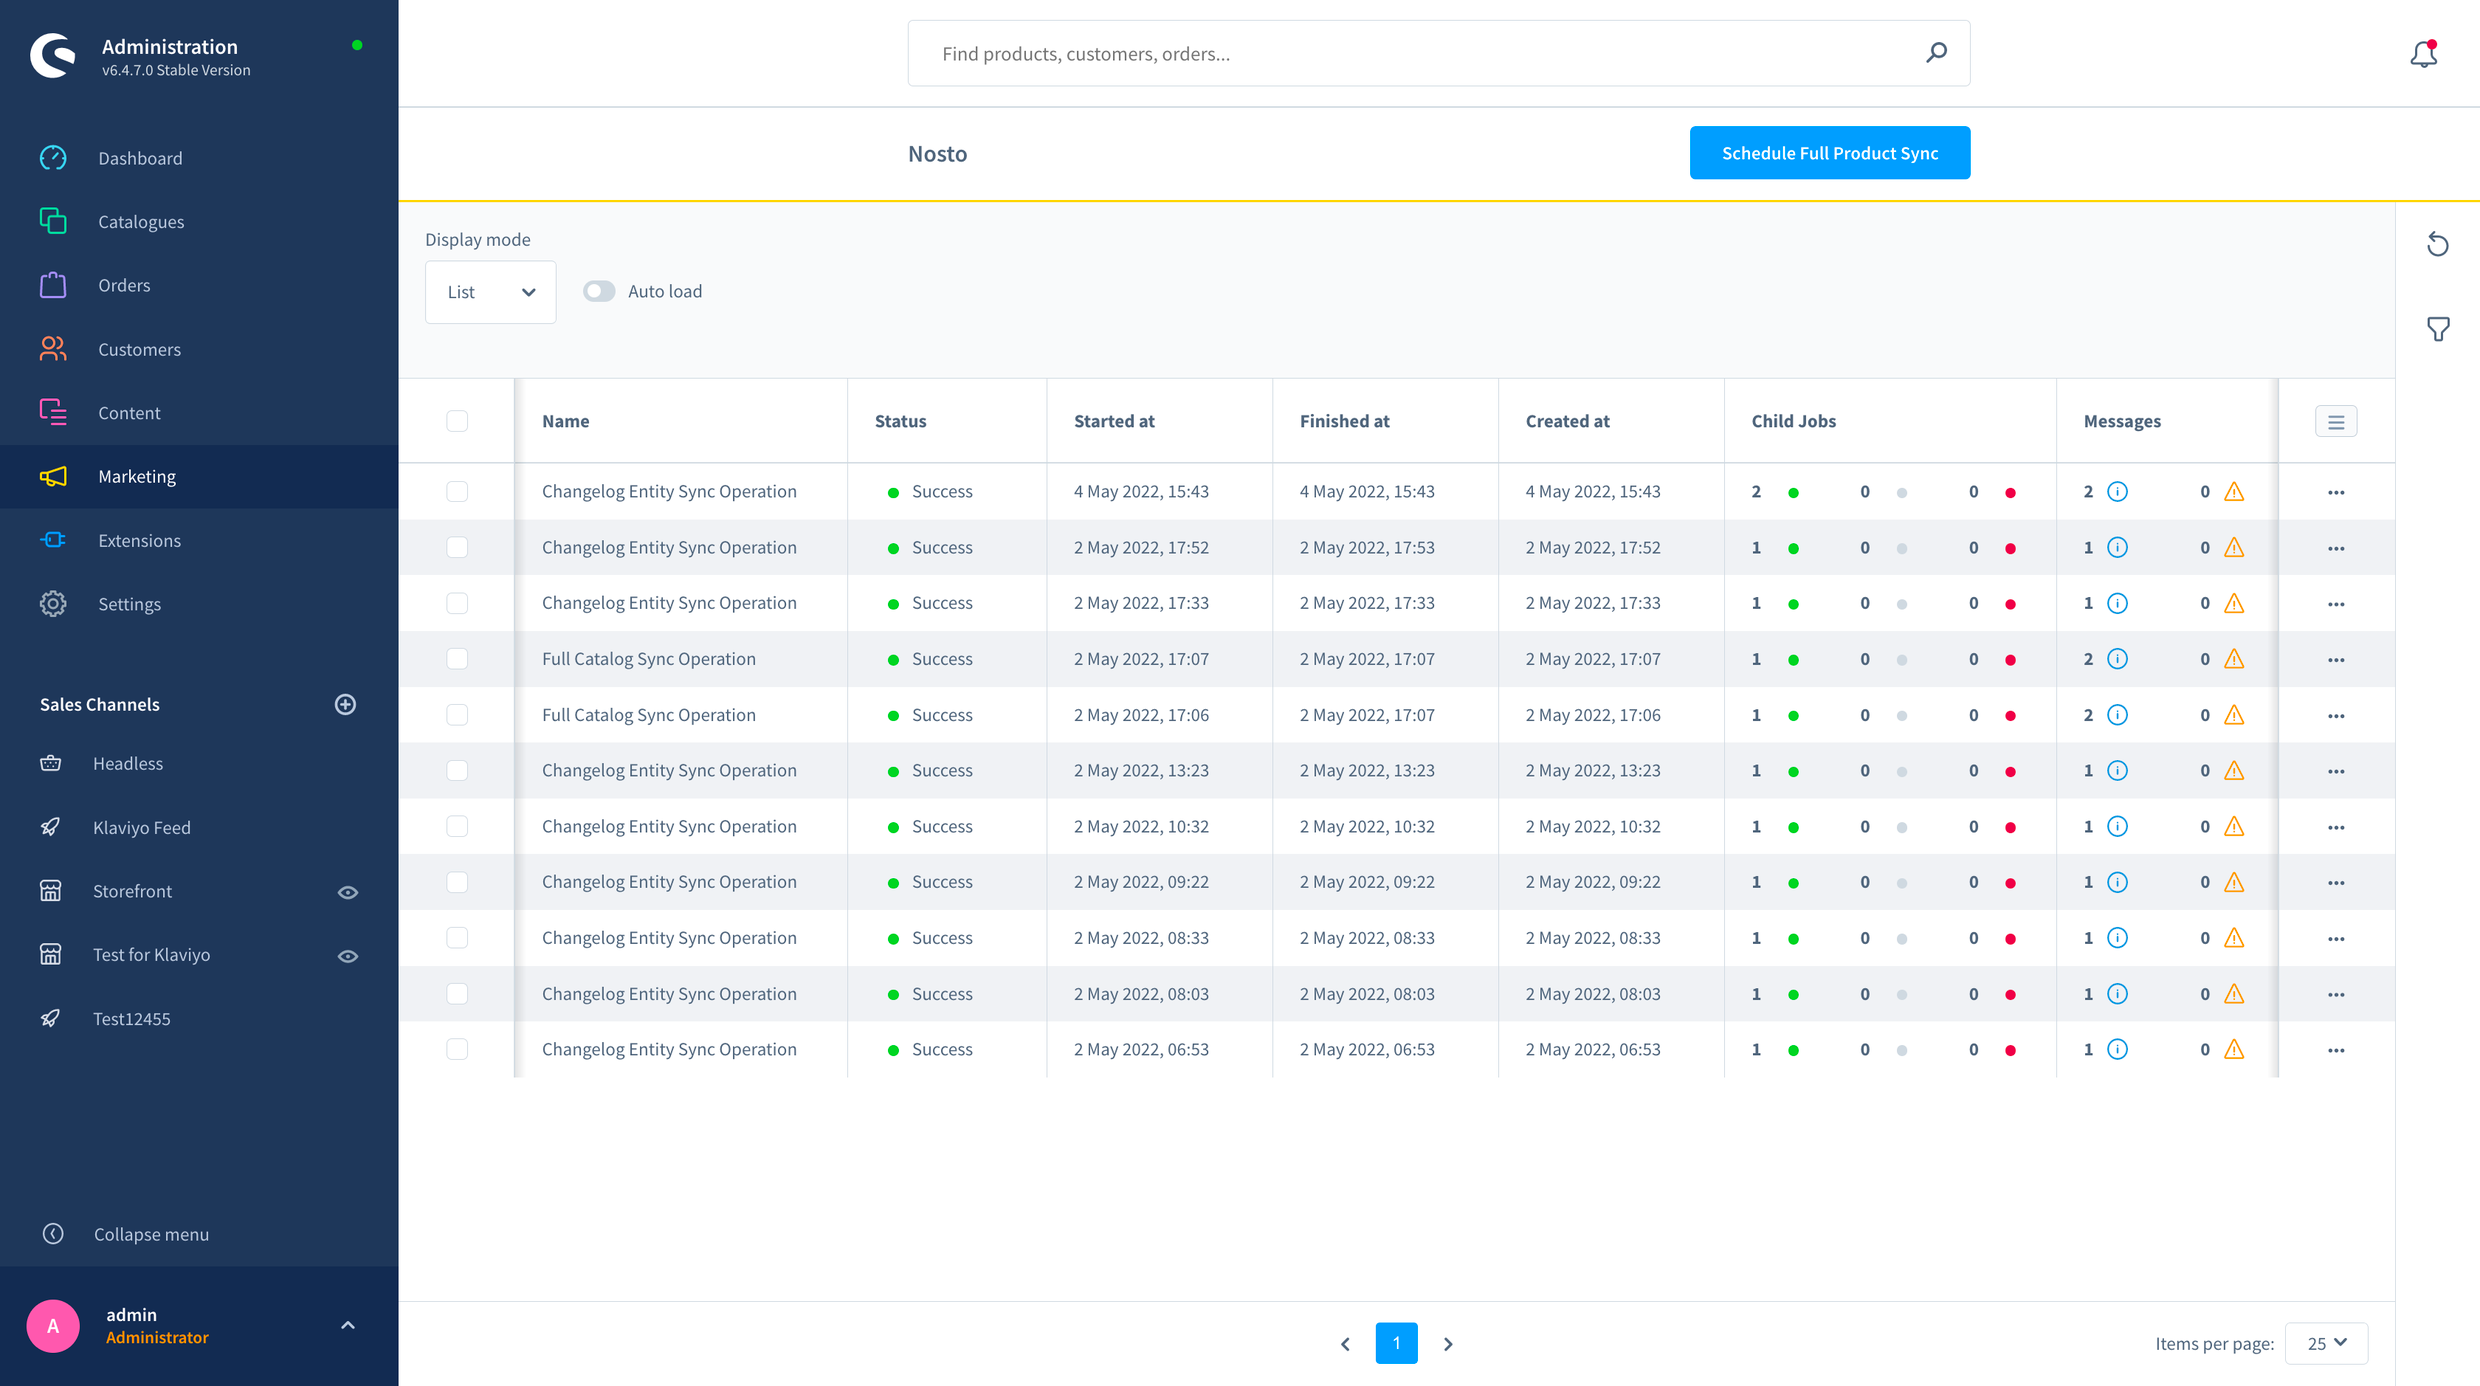 Administration
v6.4.7.0 Stable Version
Find products, customers, orders...
Nosto
Schedule Full Product Sync
Dashboard
Catalogues
Orders
Customers
Content
Marketing
Extensions
Settings
Sales Channels
Headless
Klaviyo Feed
Storefront
Test for Klaviyo
Test12455
Collapse menu
A
admin
Administrator
Display mode
List
Auto load
Name Status Started at Finished at Created at Child Jobs Messages
Changelog Entity Sync Operation Success 4 May 2022, 15:43 4 May 2022, 15:43 4 May 2022, 15:43 2 0 0 2 0
Changelog Entity Sync Operation Success 2 May 2022, 17:52 2 May 2022, 17:53 2 May 2022, 17:52 1 0 0 1 0
Changelog Entity Sync Operation Success 2 May 2022, 17:33 2 May 2022, 17:33 2 May 2022, 17:33 1 0 0 1 0
Full Catalog Sync Operation Success 2 May 2022, 17:07 2 May 2022, 17:07 2 May 2022, 17:07 1 0 0 2 0
Full Catalog Sync Operation Success 2 May 2022, 17:06 2 May 2022, 17:07 2 May 2022, 17:06 1 0 0 2 0
Changelog Entity Sync Operation Success 2 May 2022, 13:23 2 May 2022, 13:23 2 May 2022, 13:23 1 0 0 1 0
Changelog Entity Sync Operation Success 2 May 2022, 10:32 2 May 2022, 10:32 2 May 2022, 10:32 1 0 0 1 0
Changelog Entity Sync Operation Success 2 May 2022, 09:22 2 May 2022, 09:22 2 May 2022, 09:22 1 0 0 1 0
Changelog Entity Sync Operation Success 2 May 2022, 08:33 2 May 2022, 08:33 2 May 2022, 08:33 1 0 0 1 0
Changelog Entity Sync Operation Success 2 May 2022, 08:03 2 May 2022, 08:03 2 May 2022, 08:03 1 0 0 1 0
Changelog Entity Sync Operation Success 2 May 2022, 06:53 2 May 2022, 06:53 2 May 2022, 06:53 1 0 0 1 0
1
Items per page: 25